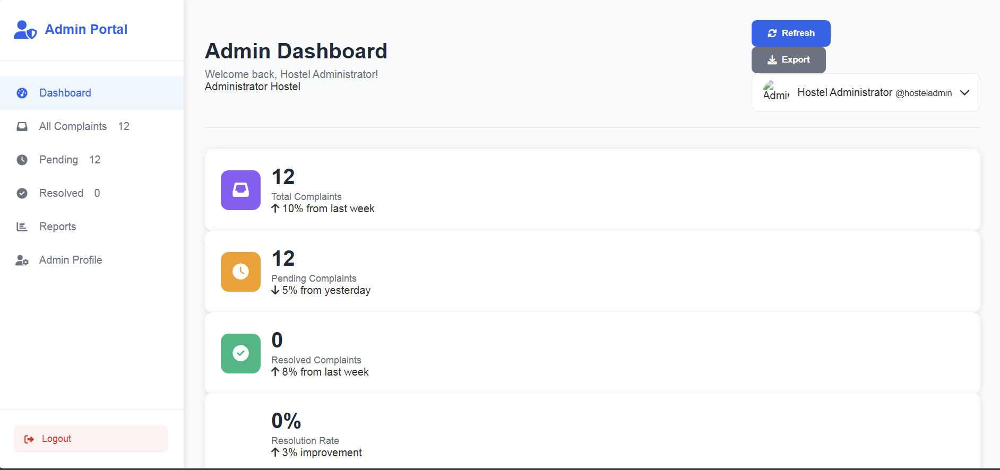 Admin Portal
Dashboard
All Complaints 12
Pending 12
Resolved 0
Reports
Admin Profile
Logout
Admin Dashboard
Welcome back, Hostel Administrator!
Administrator Hostel
Refresh
Export
Admin
Hostel Administrator @hosteladmin
12
Total Complaints
10% from last week
12
Pending Complaints
5% from yesterday
0
Resolved Complaints
8% from last week
0%
Resolution Rate
3% improvement